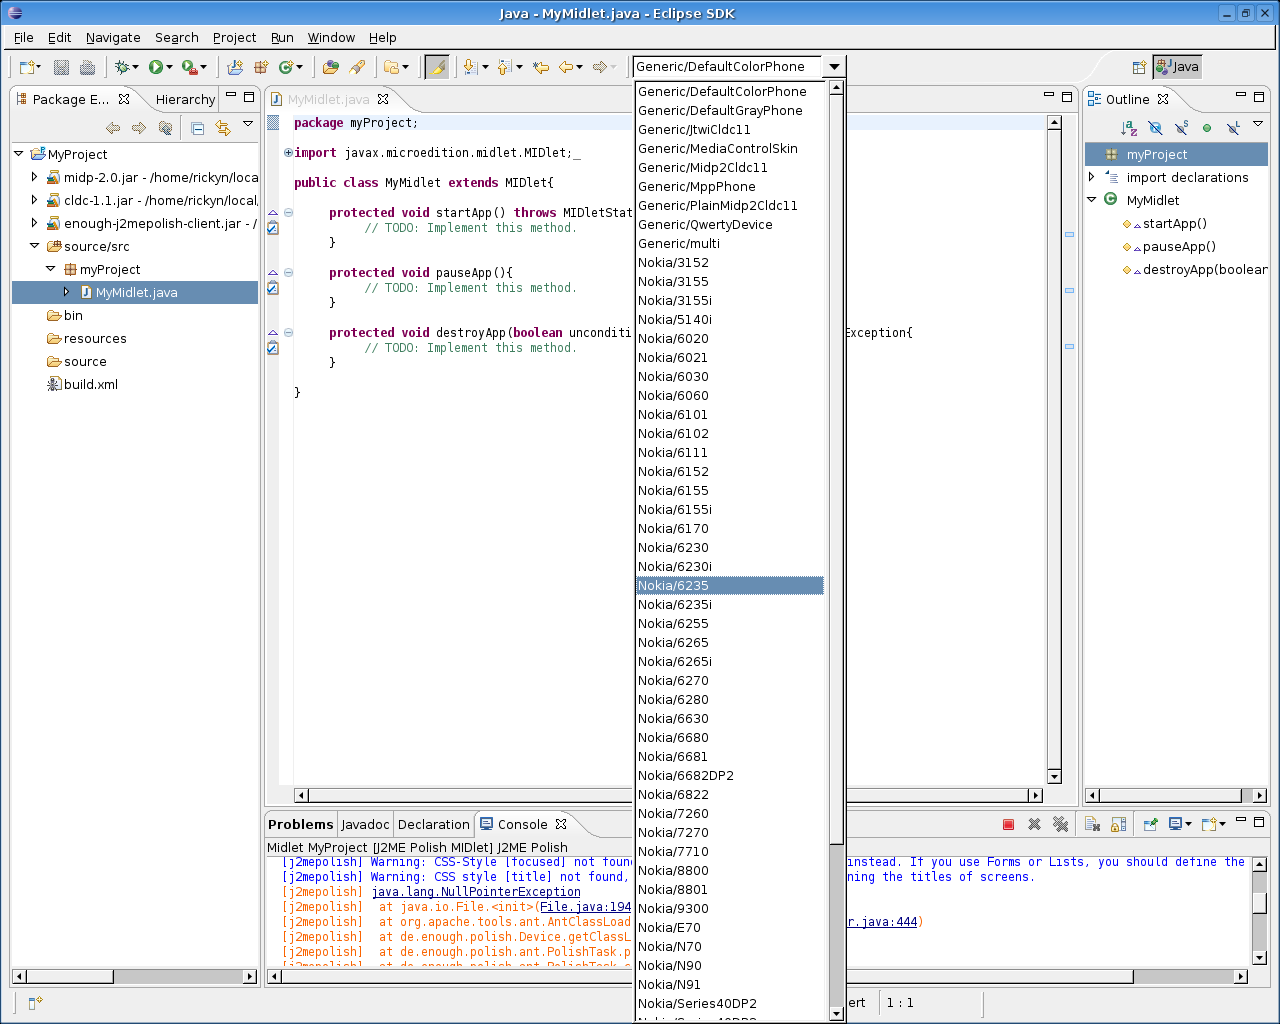 Java - MyMidlet.java - Eclipse SDK
File Edit Navigate Search Project Run Window Help
Generic/DefaultColorPhone
Java
Package E...
Hierarchy
MyProject
midp-2.0.jar - /home/rickyn/loca
cldc-1.1.jar - /home/rickyn/local,
enough-j2mepolish-client.jar - /
source/src
myProject
MyMidlet.java
bin
resources
source
build.xml
MyMidlet.java
package myProject;
import javax.microedition.midlet.MIDlet;
public class MyMidlet extends MIDlet{
protected void startApp() throws MIDletStat
// TODO: Implement this method.
}
protected void pauseApp(){
// TODO: Implement this method.
}
protected void destroyApp(boolean unconditi Exception{
// TODO: Implement this method.
}
}
Generic/DefaultColorPhone
Generic/DefaultGrayPhone
Generic/JtwiCldc11
Generic/MediaControlSkin
Generic/Midp2Cldc11
Generic/MppPhone
Generic/PlainMidp2Cldc11
Generic/QwertyDevice
Generic/multi
Nokia/3152
Nokia/3155
Nokia/3155i
Nokia/5140i
Nokia/6020
Nokia/6021
Nokia/6030
Nokia/6060
Nokia/6101
Nokia/6102
Nokia/6111
Nokia/6152
Nokia/6155
Nokia/6155i
Nokia/6170
Nokia/6230
Nokia/6230i
Nokia/6235
Nokia/6235i
Nokia/6255
Nokia/6265
Nokia/6265i
Nokia/6270
Nokia/6280
Nokia/6630
Nokia/6680
Nokia/6681
Nokia/6682DP2
Nokia/6822
Nokia/7260
Nokia/7270
Nokia/7710
Nokia/8800
Nokia/8801
Nokia/9300
Nokia/E70
Nokia/N70
Nokia/N90
Nokia/N91
Nokia/Series40DP2
Outline
myProject
import declarations
MyMidlet
startApp()
pauseApp()
destroyApp(boolean
Problems Javadoc Declaration Console
Midlet MyProject [J2ME Polish MIDlet] J2ME Polish
[j2mepolish] Warning: CSS-Style [focused] not foun instead. If you use Forms or Lists, you should define the
[j2mepolish] Warning: CSS style [title] not found, ning the titles of screens.
[j2mepolish] java.lang.NullPointerException
[j2mepolish] at java.io.File.<init>(File.java:194
[j2mepolish] at org.apache.tools.ant.AntClassLoad r.java:444)
[j2mepolish] at de.enough.polish.Device.getClassL
[j2mepolish] at de.enough.polish.ant.PolishTask.p
ert 1 : 1